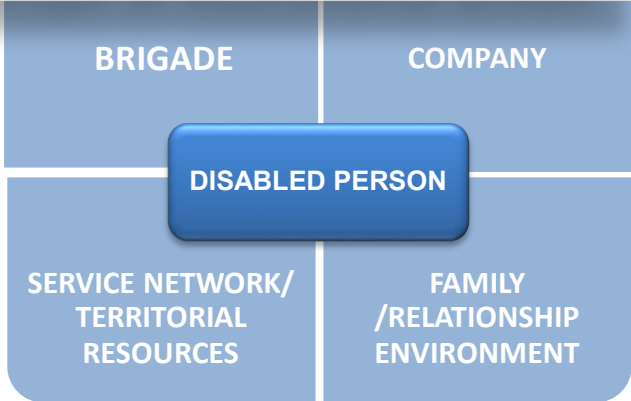 BRIGADE
COMPANY
DISABLED PERSON
SERVICE NETWORK/
TERRITORIAL
RESOURCES
FAMILY
/RELATIONSHIP
ENVIRONMENT